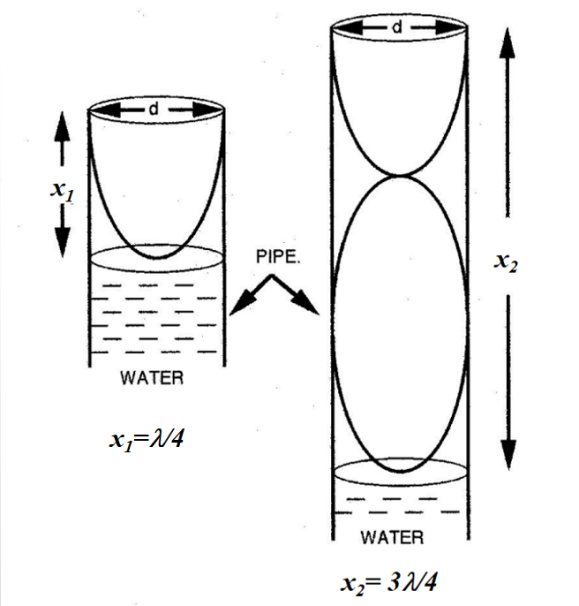 d
d
x₁
PIPE.
x₂
WATER
x₁=λ/4
WATER
x₂= 3λ/4